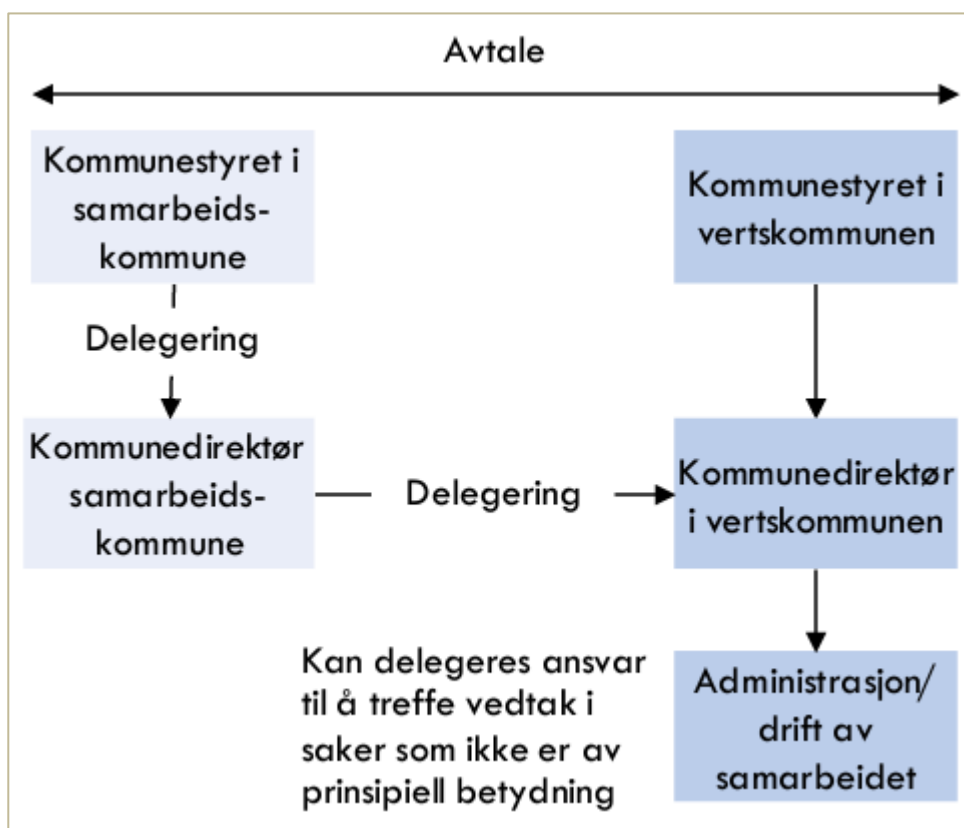 Avtale
Kommunestyret i
samarbeids-
kommune
Kommunestyret i
vertskommunen
Delegering
Kommunedirektør
samarbeids-
kommune
Delegering
Kommunedirektør
i vertskommunen
Kan delegeres ansvar
til å treffe vedtak i
saker som ikke er av
prinsipiell betydning
Administrasjon/
drift av
samarbeidet